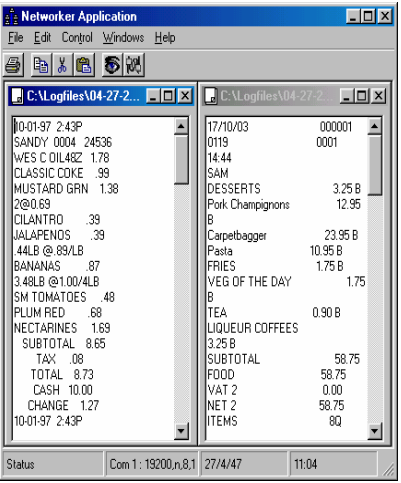 Networker Application
File Edit Control Windows Help
C:\Logfiles\04-27-2...
10-01-97 2:43P
SANDY 0004 24536
WES C OIL48Z 1.78
CLASSIC COKE .99
MUSTARD GRN 1.38
2@0.69
CILANTRO .39
JALAPENOS .39
.44LB @.89/LB
BANANAS .87
3.48LB @1.00/4LB
SM TOMATOES .48
PLUM RED .68
NECTARINES 1.69
SUBTOTAL 8.65
TAX .08
TOTAL 8.73
CASH 10.00
CHANGE 1.27
10-01-97 2:43P
C:\Logfiles\04-27-2...
17/10/03 000001
0119 0001
14:44
SAM
DESSERTS 3.25 B
Pork Champignons 12.95
B
Carpetbagger 23.95 B
Pasta 10.95 B
FRIES 1.75 B
VEG OF THE DAY 1.75
B
TEA 0.90 B
LIQUEUR COFFEES
3.25 B
SUBTOTAL 58.75
FOOD 58.75
VAT 2 0.00
NET 2 58.75
ITEMS 8Q
Status Com 1 : 19200,n,8,1 27/4/47 11:04